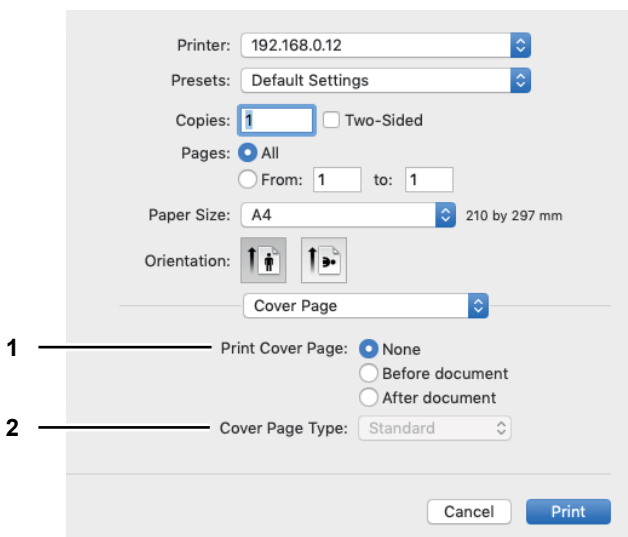 Printer: 192.168.0.12
Presets: Default Settings
Copies: 1 Two-Sided
Pages: All
From: 1 to: 1
Paper Size: A4 210 by 297 mm
Orientation:
Cover Page
1 Print Cover Page: None
Before document
After document
2 Cover Page Type: Standard
Cancel Print